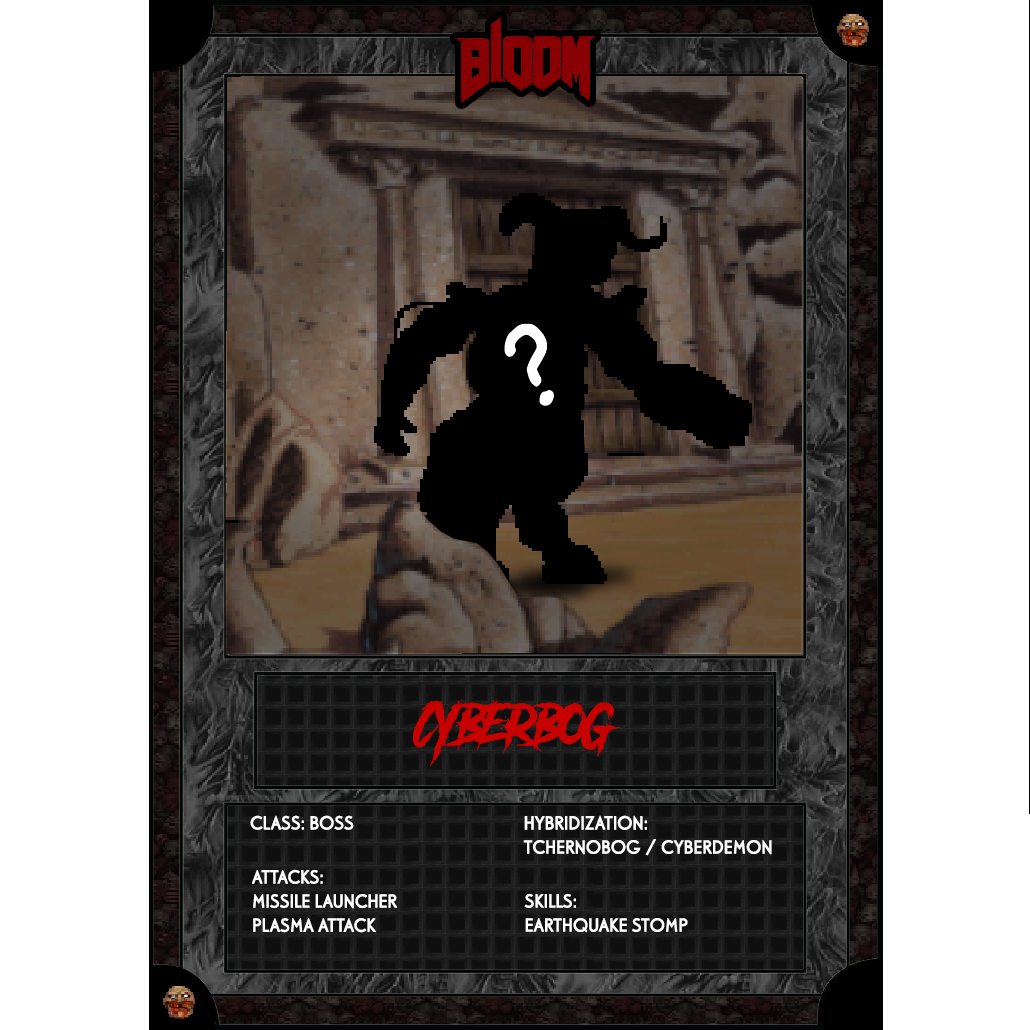 BLOOM
?
CYBERBOG
CLASS: BOSS
HYBRIDIZATION:
TCHERNOBOG / CYBERDEMON
ATTACKS:
MISSILE LAUNCHER
PLASMA ATTACK
SKILLS:
EARTHQUAKE STOMP